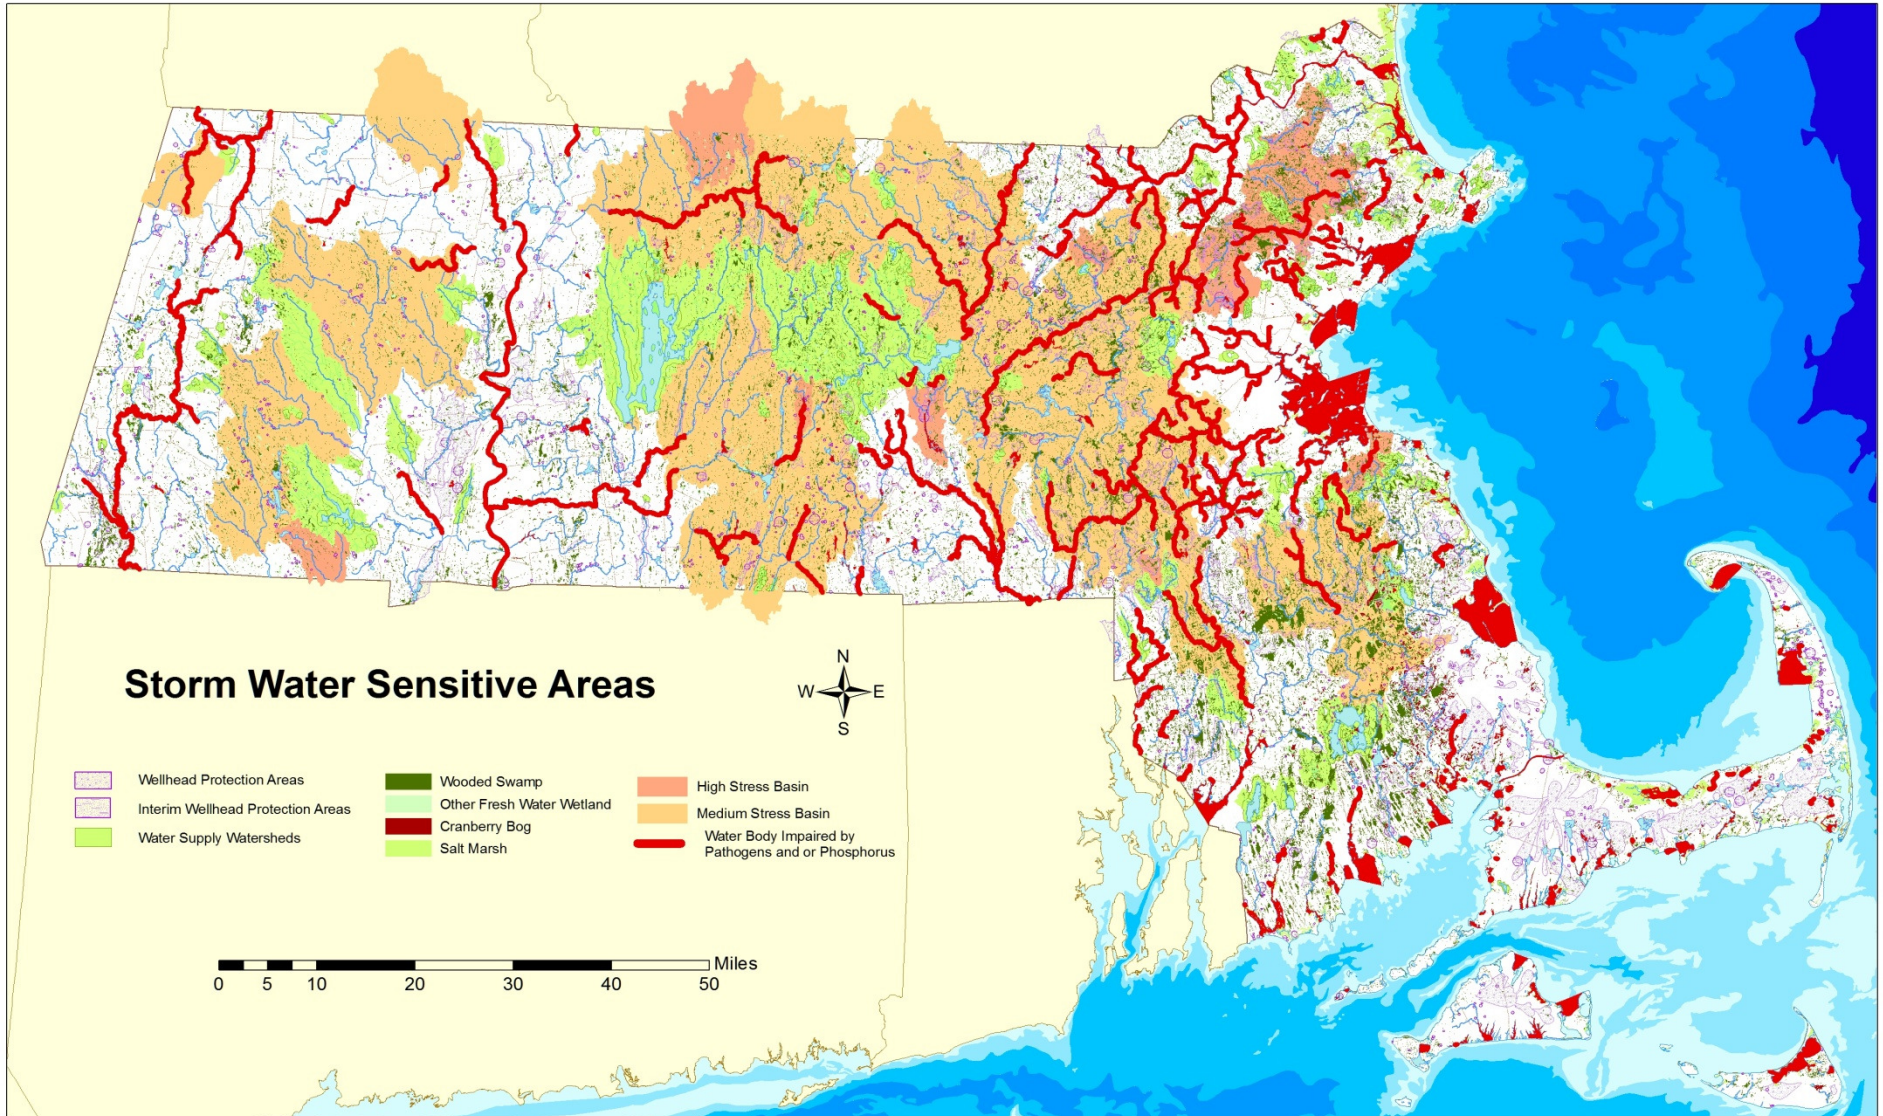 N
W E
S
Storm Water Sensitive Areas
Wellhead Protection Areas
Interim Wellhead Protection Areas
Water Supply Watersheds
Wooded Swamp
Other Fresh Water Wetland
Cranberry Bog
Salt Marsh
High Stress Basin
Medium Stress Basin
Water Body Impaired by
Pathogens and or Phosphorus
Miles
0 5 10 20 30 40 50